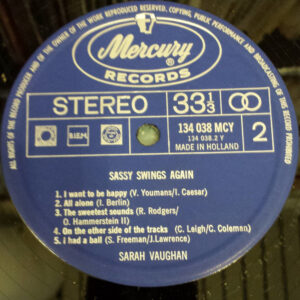 ALL RIGHTS OF THE RECORD PRODUCER AND OF THE OWNER OF THE WORK REPRODUCED RESERVED. COPYING, PUBLIC PERFORMANCE AND BROADCASTING OF THIS RECORD PROHIBITED
Mercury
RECORDS
STEREO 33 1/3
BIEM
134 038 MCY
134 038.2 Y
MADE IN HOLLAND
2
SASSY SWINGS AGAIN
1. I want to be happy (V. Youmans/I. Caesar)
2. All alone (I. Berlin)
3. The sweetest sounds (R. Rodgers/
O. Hammerstein II)
4. On the other side of the tracks (C. Leigh/C. Coleman)
5. I had a ball (S. Freeman/J.Lawrence)
SARAH VAUGHAN